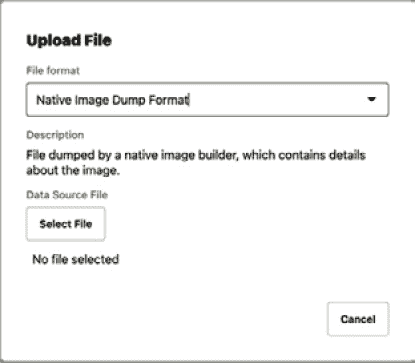 Upload File
File format
Native Image Dump Format
Description
File dumped by a native image builder, which contains details
about the image.
Data Source File
Select File
No file selected
Cancel